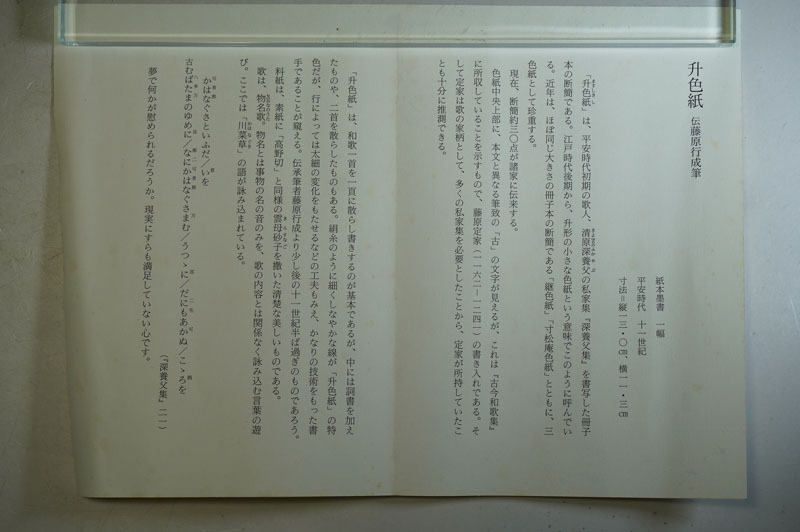 升色紙 伝藤原行成筆
紙本墨書 一幅
平安時代 十一世紀
寸法=縦一三・〇㎝、横一一・三㎝
「升色紙」は、平安時代初期の歌人、清原深養父の私家集『深養父集』を書写した冊子
本の断簡である。江戸時代後期から、升形の小さな色紙という意味でこのように呼んでい
る。近年は、ほぼ同じ大きさの冊子本の断簡である「継色紙」「寸松庵色紙」とともに、三
色紙として珍重する。
現在、断簡約三〇点が諸家に伝来する。
色紙中央上部に、本文と異なる筆致の「古」の文字が見えるが、これは『古今和歌集』
に所収していることを示すもので、藤原定家(一一六二―一二四一)の書き入れである。そ
して定家は歌の家柄として、多くの私家集を必要としたことから、定家が所持していたこ
とも十分に推測できる。
「升色紙」は、和歌一首を一頁に散らし書きするのが基本であるが、中には詞書を加え
たものや、二首を散らしたものもある。絹糸のように細くしなやかな線が「升色紙」の特
色だが、行によっては太細の変化をもたせるなどの工夫もみえ、かなりの技術をもった書
手であることが窺える。伝承筆者藤原行成より少し後の十一世紀半ば過ぎのものであろう。
料紙は、素紙に「高野切」と同様の雲母砂子を撒いた清楚な美しいものである。
歌は、物名歌。物名とは事物の名の音のみを、歌の内容とは関係なく詠み込む言葉の遊
び。ここでは「川菜草」の語が詠み込まれている。
かはなぐさといふだ／いを
古むばたまのゆめに／なにかはなぐさまむ／うつゝに／だにもあかぬ／こゝろを
(『深養父集』二一)
夢で何かが慰められるだろうか。現実にすらも満足していない心です。